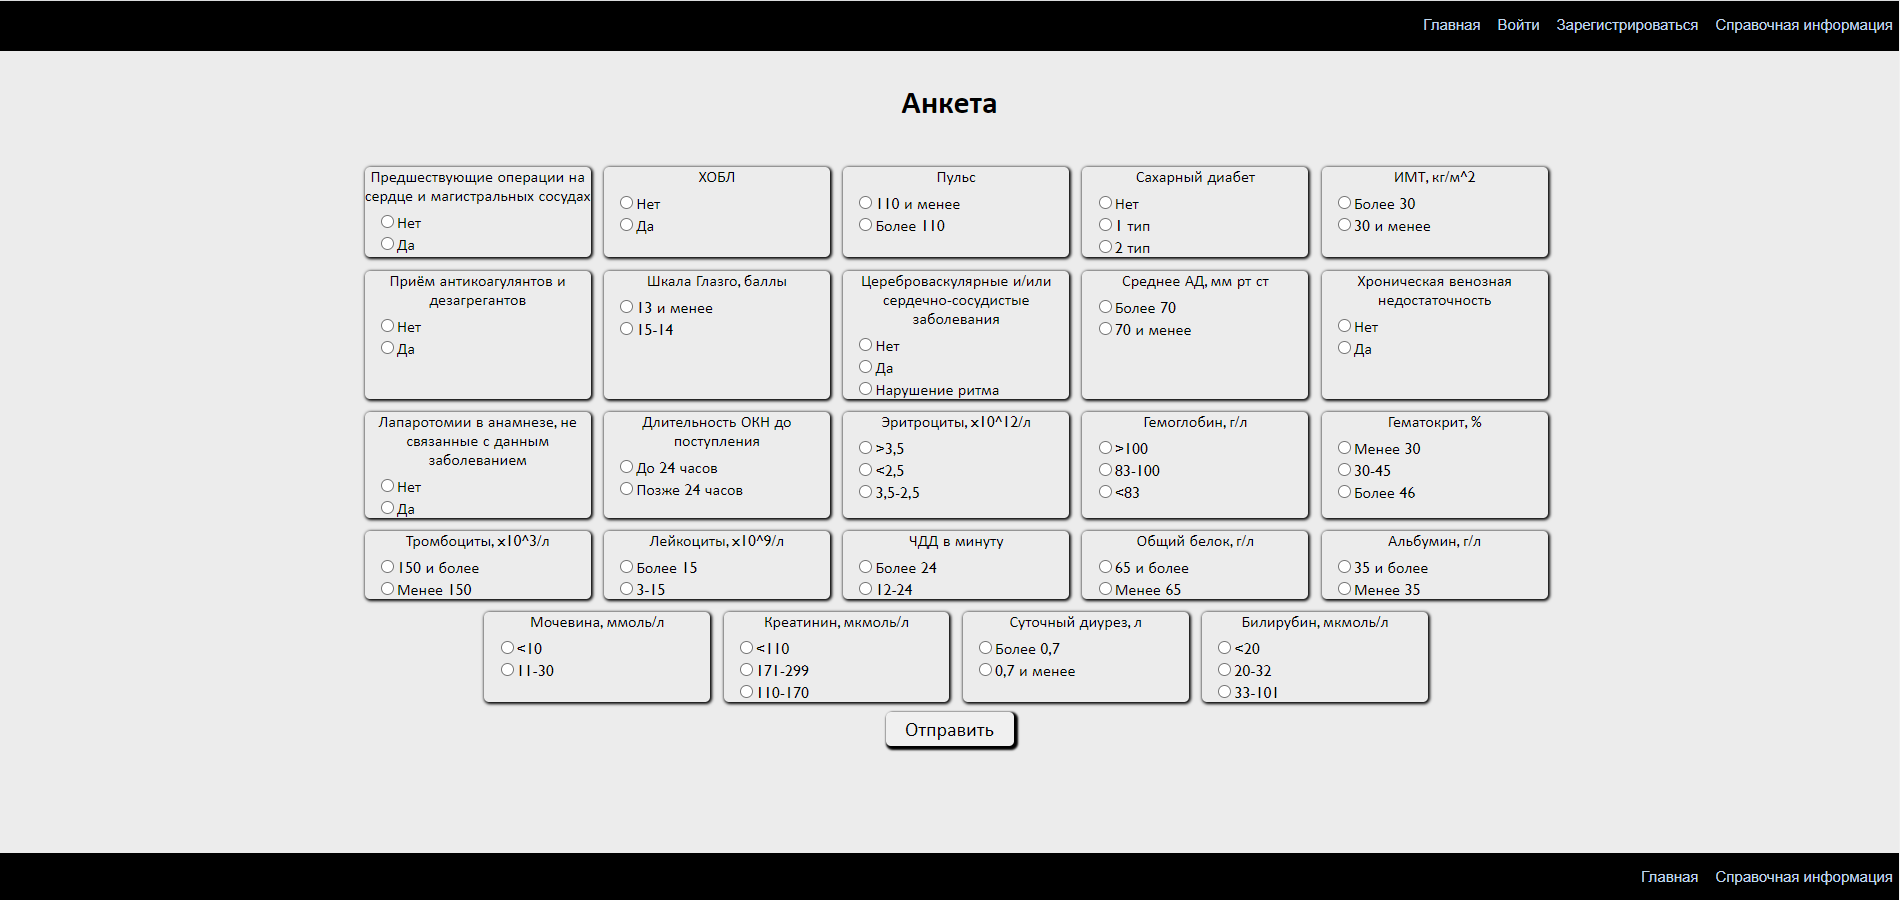 Главная Войти Зарегистрироваться Справочная информация
Анкета
Предшествующие операции на
сердце и магистральных сосудах
Нет
Да
ХОБЛ
Нет
Да
Пульс
110 и менее
Более 110
Сахарный диабет
Нет
1 тип
2 тип
ИМТ, кг/м^2
Более 30
30 и менее
Приём антикоагулянтов и
дезагрегантов
Нет
Да
Шкала Глазго, баллы
13 и менее
15-14
Цереброваскулярные и/или
сердечно-сосудистые
заболевания
Нет
Да
Нарушение ритма
Среднее АД, мм рт ст
Более 70
70 и менее
Хроническая венозная
недостаточность
Нет
Да
Лапаротомии в анамнезе, не
связанные с данным
заболеванием
Нет
Да
Длительность ОКН до
поступления
До 24 часов
Позже 24 часов
Эритроциты, x10^12/л
>3,5
<2,5
3,5-2,5
Гемоглобин, г/л
>100
83-100
<83
Гематокрит, %
Менее 30
30-45
Более 46
Тромбоциты, x10^3/л
150 и более
Менее 150
Лейкоциты, x10^9/л
Более 15
3-15
ЧДД в минуту
Более 24
12-24
Общий белок, г/л
65 и более
Менее 65
Альбумин, г/л
35 и более
Менее 35
Мочевина, ммоль/л
<10
11-30
Креатинин, мкмоль/л
<110
171-299
110-170
Суточный диурез, л
Более 0,7
0,7 и менее
Билирубин, мкмоль/л
<20
20-32
33-101
Отправить
Главная Справочная информация